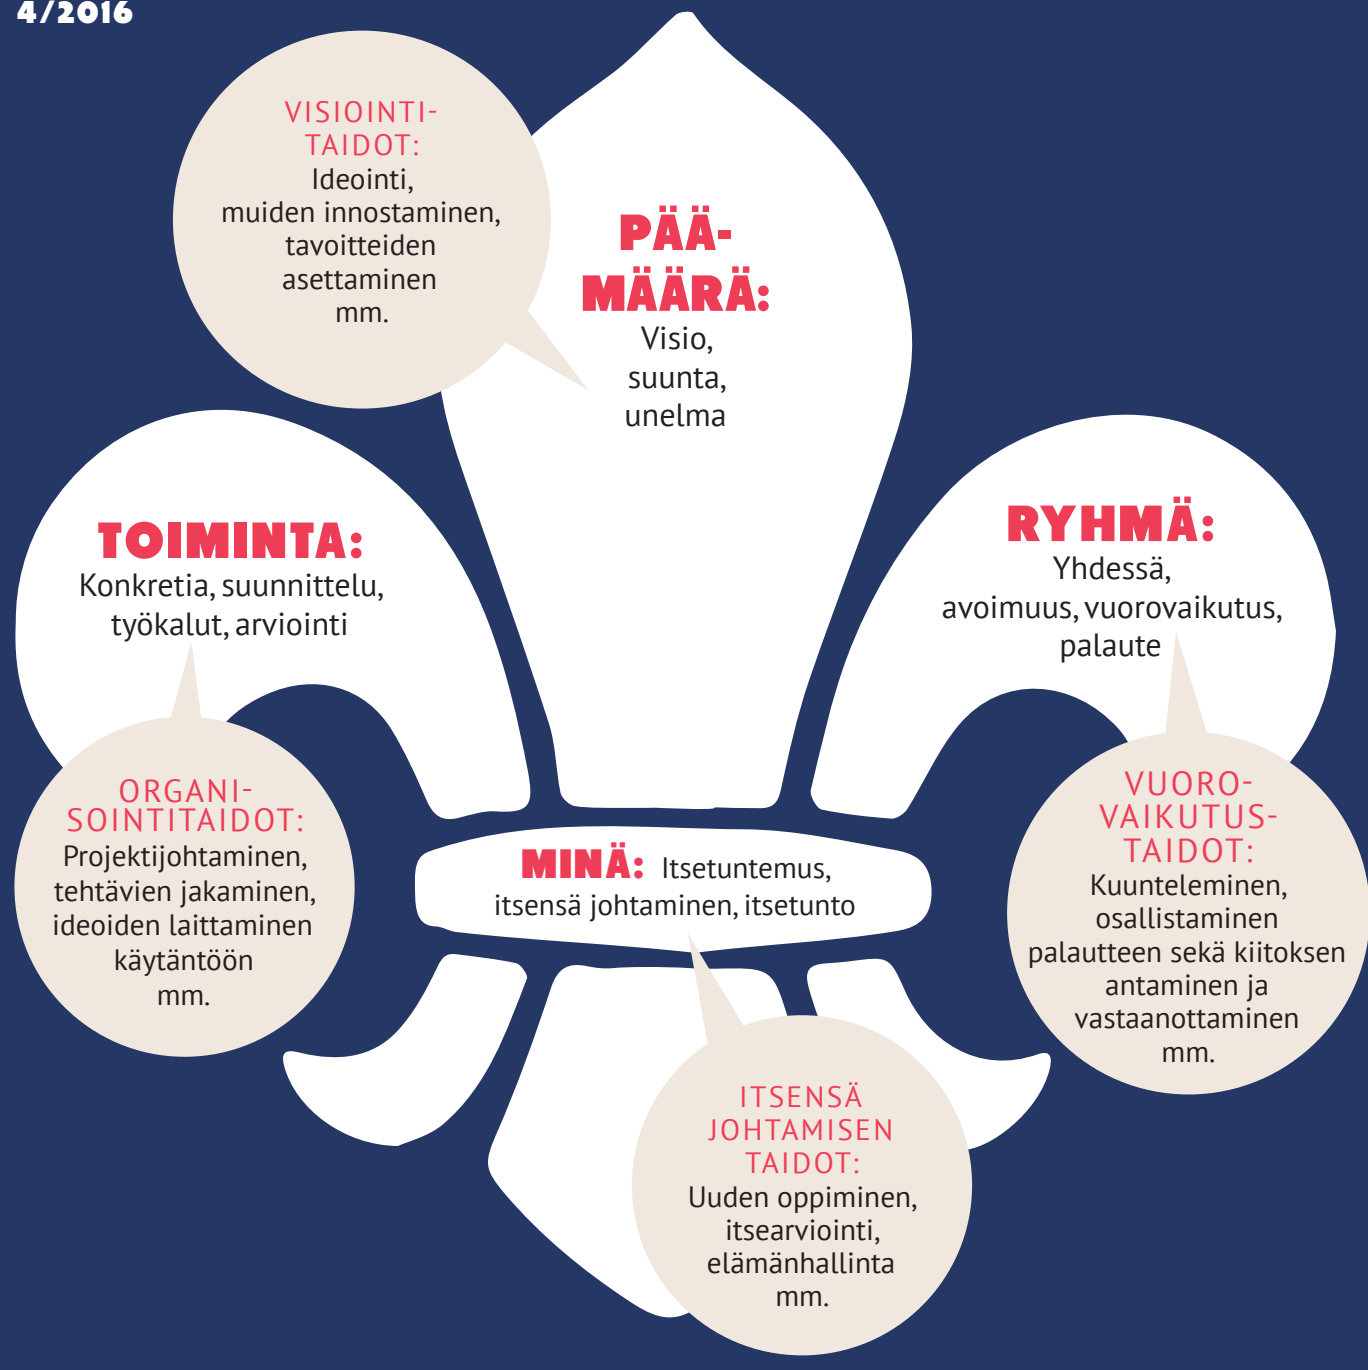 4/2016
VISIOINTI-
TAIDOT:
Ideointi,
muiden innostaminen,
tavoitteiden
asettaminen
mm.
PÄÄ-
MÄÄRÄ:
Visio,
suunta,
unelma
TOIMINTA:
Konkretia, suunnittelu,
työkalut, arviointi
RYHMÄ:
Yhdessä,
avoimuus, vuorovaikutus,
palaute
ORGANI-
SOINTITAIDOT:
Projektijohtaminen,
tehtävien jakaminen,
ideoiden laittaminen
käytäntöön
mm.
MINÄ: Itsetuntemus,
itsensä johtaminen, itsetunto
VUORO-
VAIKUTUS-
TAIDOT:
Kuunteleminen,
osallistaminen
palautteen sekä kiitoksen
antaminen ja
vastaanottaminen
mm.
ITSENSÄ
JOHTAMISEN
TAIDOT:
Uuden oppiminen,
itsearviointi,
elämänhallinta
mm.